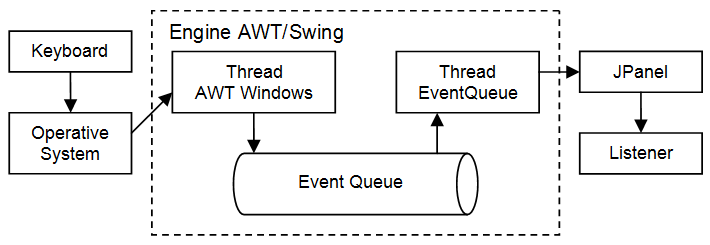 Engine AWT/Swing
Keyboard
Operative
System
Thread
AWT Windows
Event Queue
Thread
EventQueue
JPanel
Listener